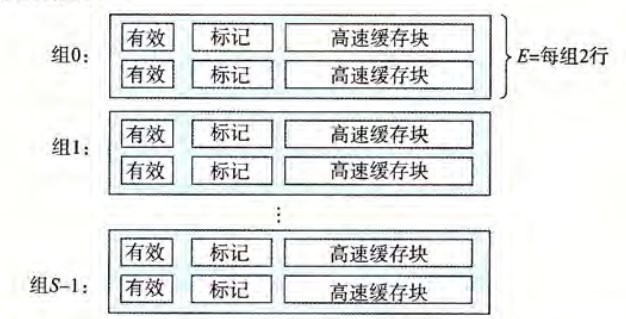 组0: 有效 标记 高速缓存块
有效 标记 高速缓存块
E=每组2行
组1: 有效 标记 高速缓存块
有效 标记 高速缓存块
⋮
组S-1: 有效 标记 高速缓存块
有效 标记 高速缓存块